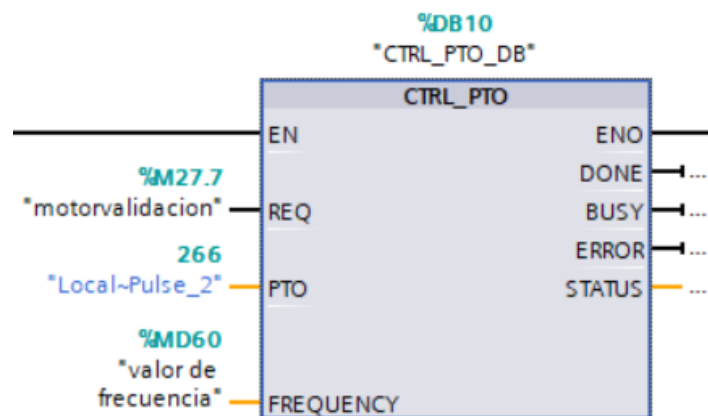 %DB10
"CTRL_PTO_DB"
CTRL_PTO
EN ENO
DONE ...
%M27.7
"motorvalidacion" REQ BUSY ...
ERROR ...
266
"Local~Pulse_2" PTO STATUS ...
%MD60
"valor de
frecuencia" FREQUENCY